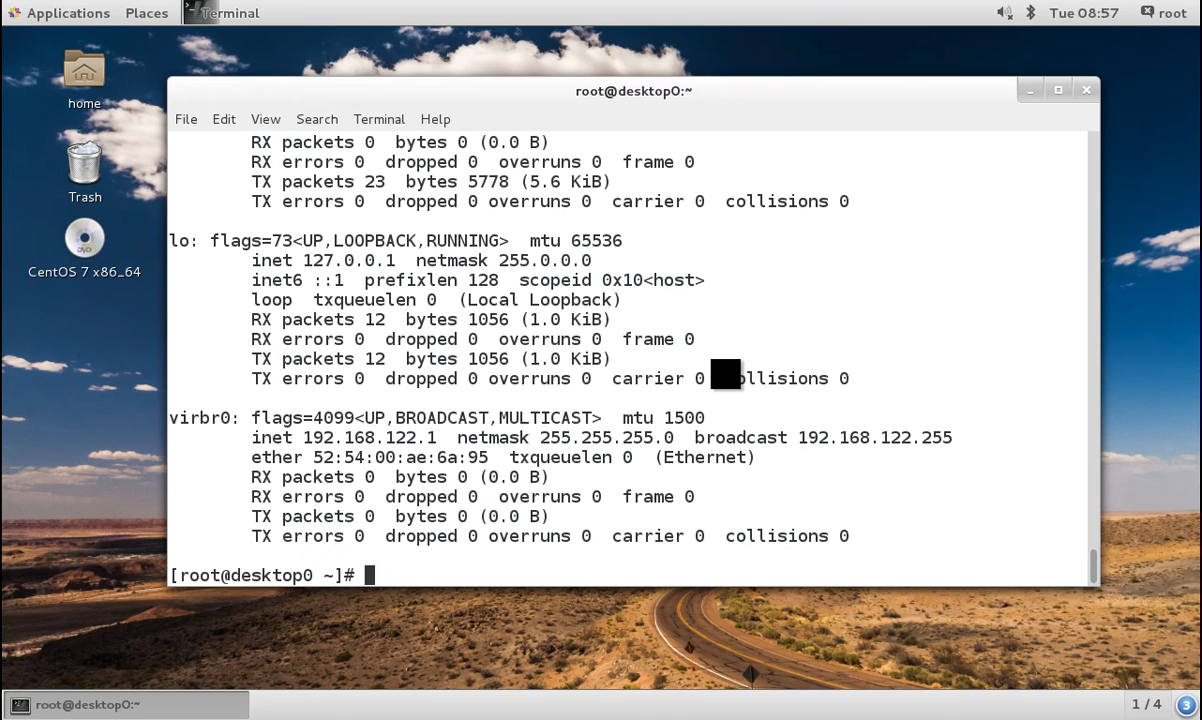 Applications Places Terminal Tue 08:57 root
home
Trash
CentOS 7 x86_64
root@desktop0:~
File Edit View Search Terminal Help
RX packets 0 bytes 0 (0.0 B)
RX errors 0 dropped 0 overruns 0 frame 0
TX packets 23 bytes 5778 (5.6 KiB)
TX errors 0 dropped 0 overruns 0 carrier 0 collisions 0
lo: flags=73<UP,LOOPBACK,RUNNING> mtu 65536
inet 127.0.0.1 netmask 255.0.0.0
inet6 ::1 prefixlen 128 scopeid 0x10<host>
loop txqueuelen 0 (Local Loopback)
RX packets 12 bytes 1056 (1.0 KiB)
RX errors 0 dropped 0 overruns 0 frame 0
TX packets 12 bytes 1056 (1.0 KiB)
TX errors 0 dropped 0 overruns 0 carrier 0 ollisions 0
virbr0: flags=4099<UP,BROADCAST,MULTICAST> mtu 1500
inet 192.168.122.1 netmask 255.255.255.0 broadcast 192.168.122.255
ether 52:54:00:ae:6a:95 txqueuelen 0 (Ethernet)
RX packets 0 bytes 0 (0.0 B)
RX errors 0 dropped 0 overruns 0 frame 0
TX packets 0 bytes 0 (0.0 B)
TX errors 0 dropped 0 overruns 0 carrier 0 collisions 0
[root@desktop0 ~]#
root@desktop0:~ 1 / 4 3